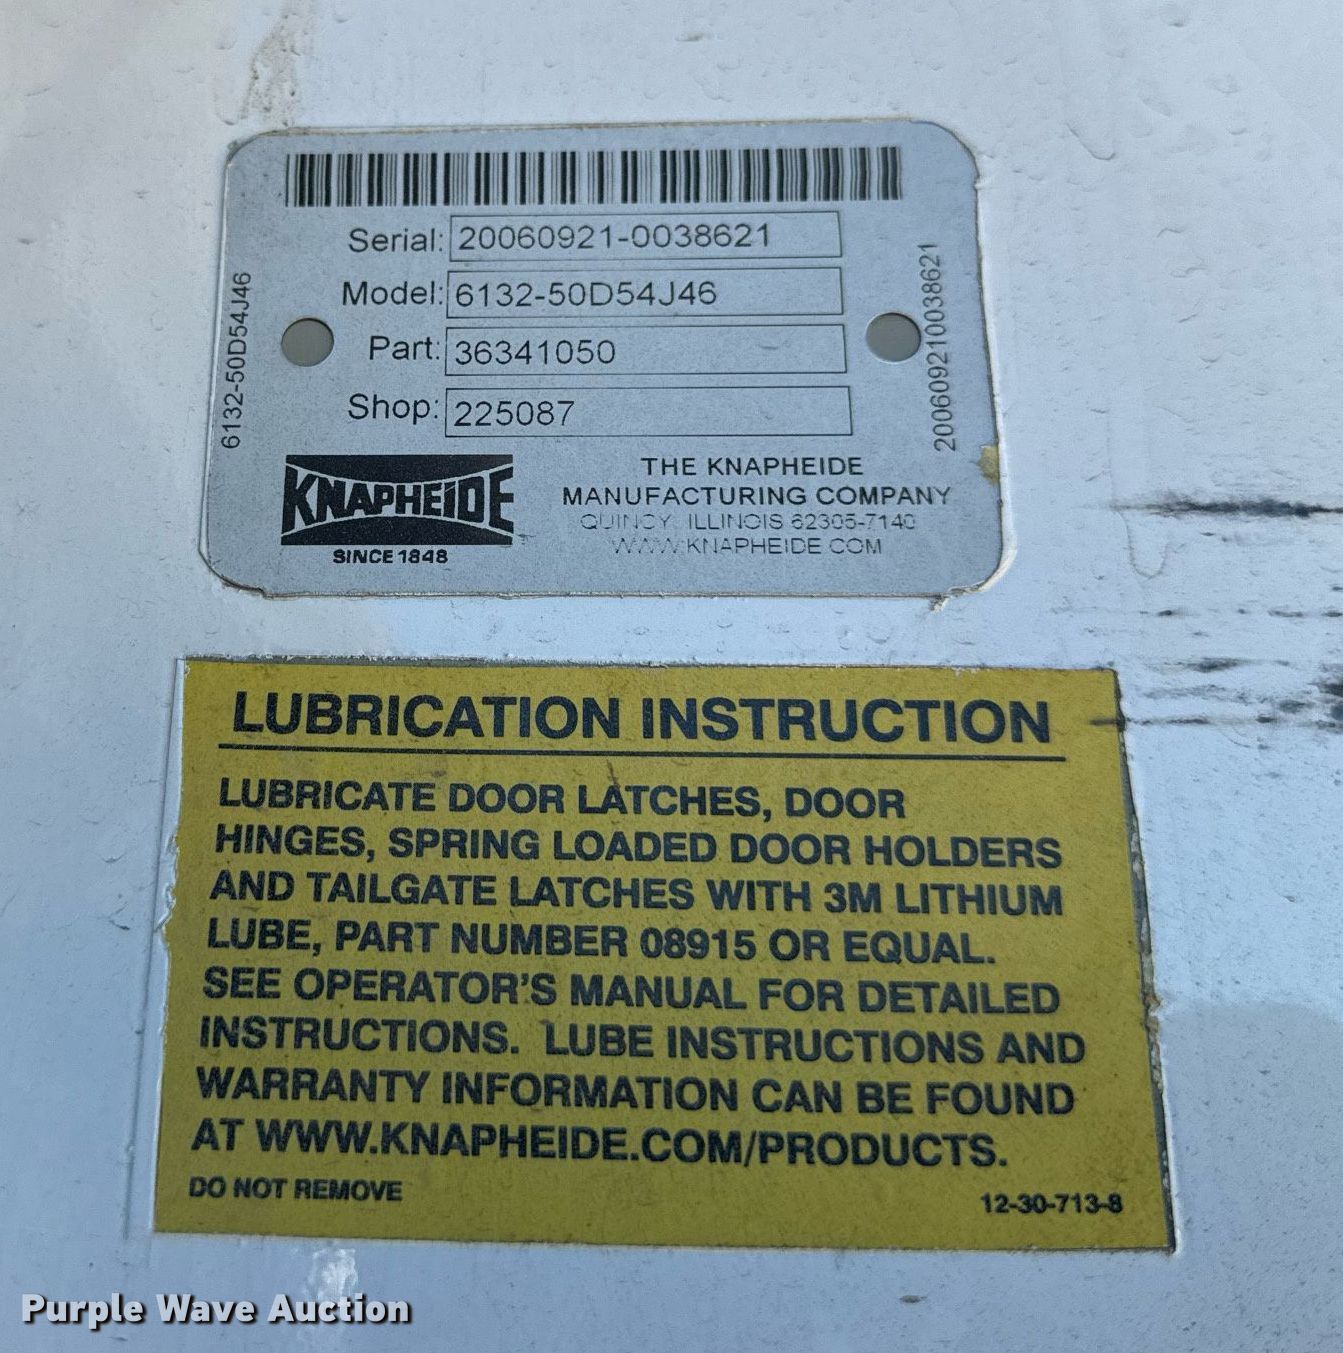 Serial: 20060921-0038621
Model: 6132-50D54J46
Part: 36341050
Shop: 225087
6132-50D54J46
200609210038621
KNAPHEIDE
SINCE 1848
THE KNAPHEIDE
MANUFACTURING COMPANY
QUINCY, ILLINOIS 62305-7140
WWW.KNAPHEIDE.COM
LUBRICATION INSTRUCTION
LUBRICATE DOOR LATCHES, DOOR
HINGES, SPRING LOADED DOOR HOLDERS
AND TAILGATE LATCHES WITH 3M LITHIUM
LUBE, PART NUMBER 08915 OR EQUAL.
SEE OPERATOR'S MANUAL FOR DETAILED
INSTRUCTIONS. LUBE INSTRUCTIONS AND
WARRANTY INFORMATION CAN BE FOUND
AT WWW.KNAPHEIDE.COM/PRODUCTS.
DO NOT REMOVE
12-30-713-8
Purple Wave Auction